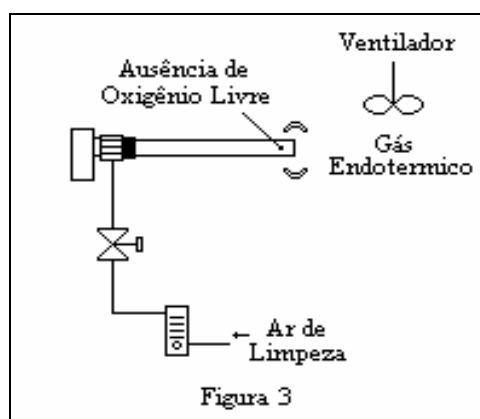 Ventilador
Ausência de
Oxigênio Livre
Gás
Endotermico
← Ar de
Limpeza
Figura 3